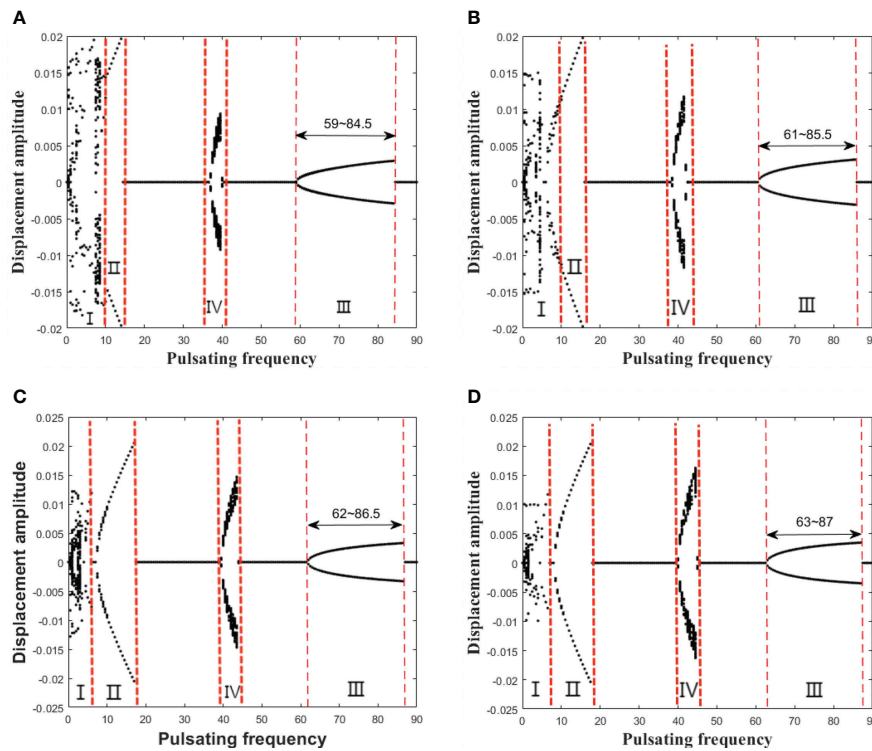 A
0.02
0.015
0.01
0.005
0
-0.005
-0.01
-0.015
-0.02
Displacement amplitude
59~84.5
I
II
IV
III
0 10 20 30 40 50 60 70 80 90
Pulsating frequency
B
0.02
0.015
0.01
0.005
0
-0.005
-0.01
-0.015
-0.02
Displacement amplitude
61~85.5
I
II
IV
III
0 10 20 30 40 50 60 70 80 90
Pulsating frequency
C
0.025
0.02
0.015
0.01
0.005
0
-0.005
-0.01
-0.015
-0.02
-0.025
Displacement amplitude
62~86.5
I
II
IV
III
0 10 20 30 40 50 60 70 80 90
Pulsating frequency
D
0.025
0.02
0.015
0.01
0.005
0
-0.005
-0.01
-0.015
-0.02
-0.025
Displacement amplitude
63~87
I
II
IV
III
0 10 20 30 40 50 60 70 80 90
Pulsating frequency